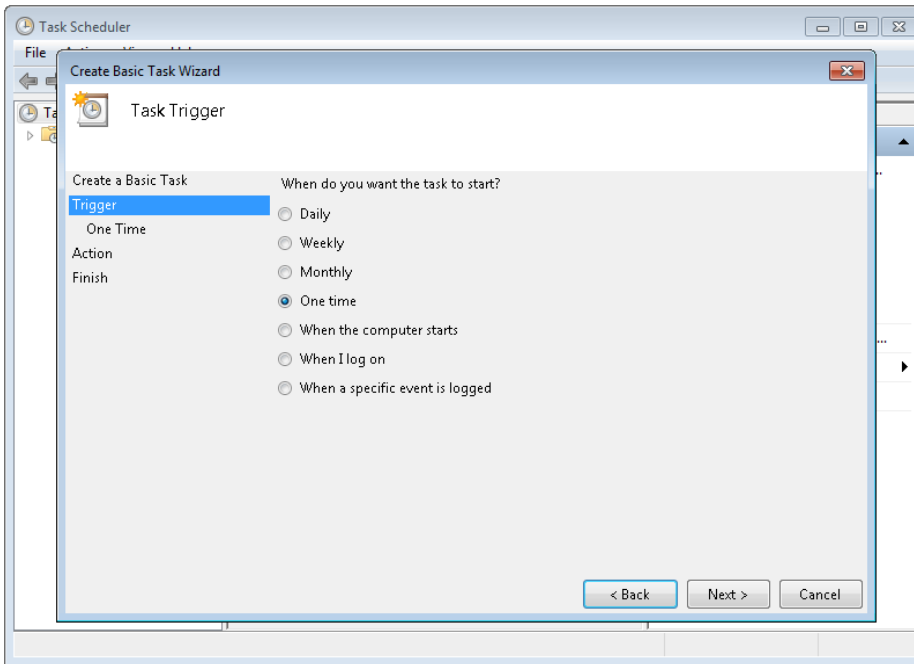 Task Scheduler
File
Create Basic Task Wizard
Ta
Task Trigger
Create a Basic Task
Trigger
One Time
Action
Finish
When do you want the task to start?
Daily
Weekly
Monthly
One time
When the computer starts
When I log on
When a specific event is logged
...
...
< Back
Next >
Cancel